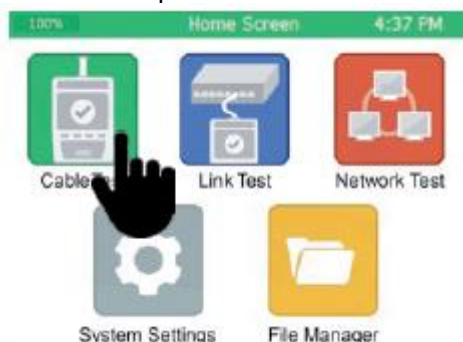 100% Home Screen 4:37 PM
Cable Link Test Network Test
System Settings File Manager